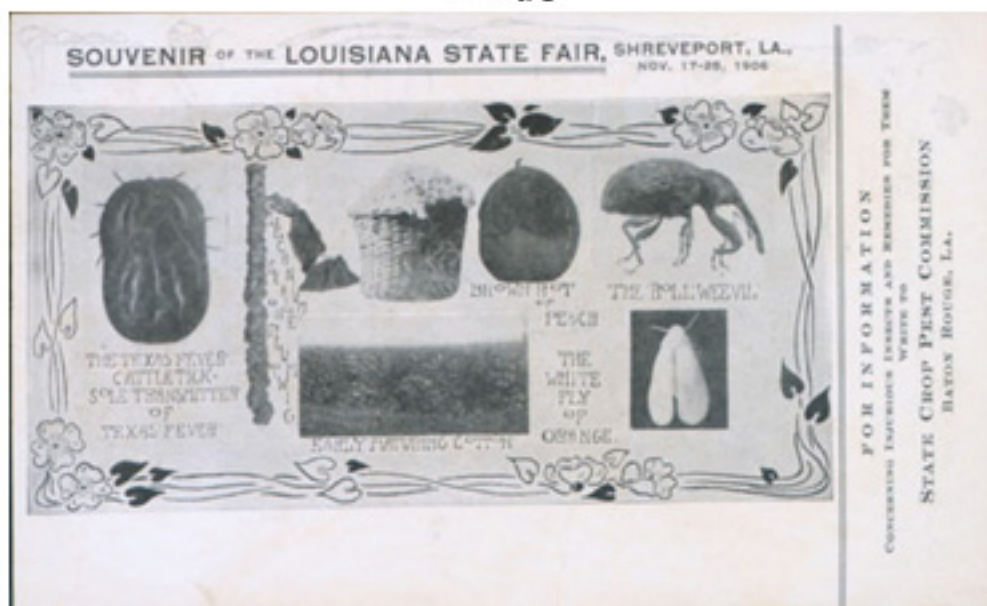 SOUVENIR OF THE LOUISIANA STATE FAIR, SHREVEPORT, LA.,
NOV. 17-28, 1906
THE TEXAS FEVER
CATTLE TICK-
SOLE TRANSMITTER
OF
TEXAS FEVER
BROWN ROT
OF
PEACH
THE BOLL WEEVIL
EARLY MATURING COTTON
THE
WHITE
FLY
OF
ORANGE.
FOR INFORMATION
CONCERNING INJURIOUS INSECTS AND REMEDIES FOR THEM
WRITE TO
STATE CROP PEST COMMISSION
BATON ROUGE, LA.